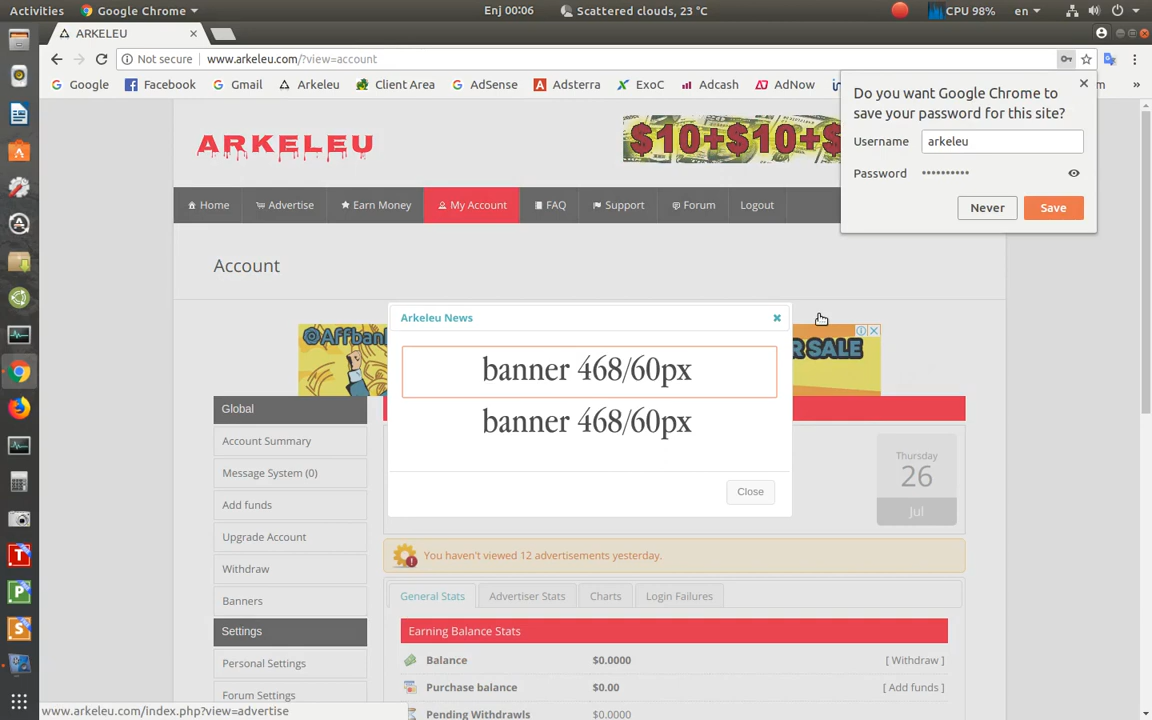 Activities Google Chrome Enj 00:06 Scattered clouds, 23 °C CPU 98% en
ARKELEU
Not secure www.arkeleu.com/?view=account
Google Facebook Gmail Arkeleu Client Area AdSense Adsterra ExoC Adcash AdNow
Do you want Google Chrome to
save your password for this site?
Username arkeleu
Password ••••••••••
Never Save
ARKELEU
$10+$10+
Home Advertise Earn Money My Account FAQ Support Forum Logout
Account
Arkeleu News
@Affbank
R SALE
banner 468/60px
banner 468/60px
Close
Global
Account Summary
Message System (0)
Add funds
Upgrade Account
Withdraw
Banners
Settings
Personal Settings
Forum Settings
Thursday
26
Jul
You haven't viewed 12 advertisements yesterday.
General Stats Advertiser Stats Charts Login Failures
Earning Balance Stats
Balance $0.0000 [ Withdraw ]
Purchase balance $0.00 [ Add funds ]
Pending Withdrawls $0.0000
www.arkeleu.com/index.php?view=advertise